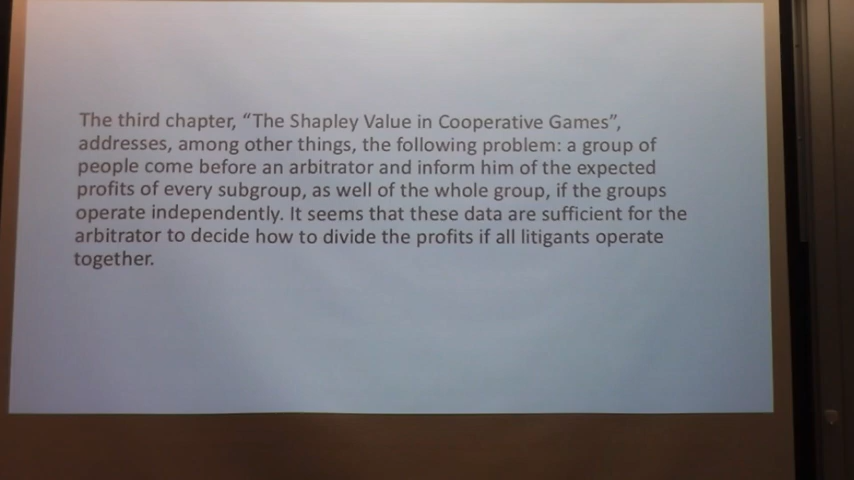 The third chapter, “The Shapley Value in Cooperative Games”,
addresses, among other things, the following problem: a group of
people come before an arbitrator and inform him of the expected
profits of every subgroup, as well of the whole group, if the groups
operate independently. It seems that these data are sufficient for the
arbitrator to decide how to divide the profits if all litigants operate
together.